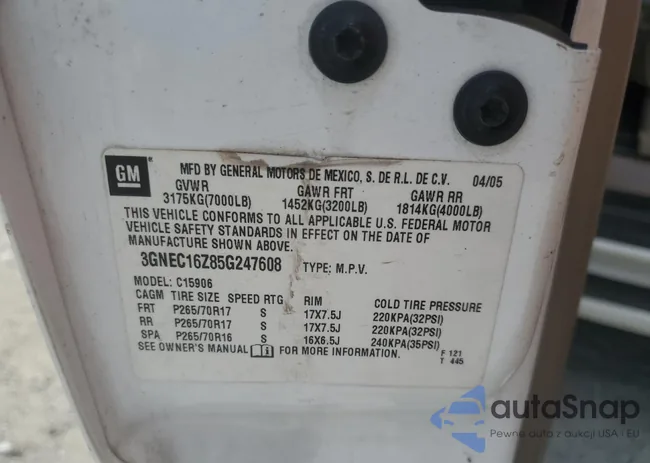 GM
MFD BY GENERAL MOTORS DE MEXICO, S. DE R.L. DE C.V. 04/05
GVWR GAWR FRT GAWR RR
3175KG(7000LB) 1452KG(3200LB) 1814KG(4000LB)
THIS VEHICLE CONFORMS TO ALL APPLICABLE U.S. FEDERAL MOTOR
VEHICLE SAFETY STANDARDS IN EFFECT ON THE DATE OF
MANUFACTURE SHOWN ABOVE.
3GNEC16Z85G247608 TYPE: M.P.V.
MODEL: C15906
CAGM TIRE SIZE SPEED RTG RIM COLD TIRE PRESSURE
FRT P265/70R17 S 17X7.5J 220KPA(32PSI)
RR P265/70R17 S 17X7.5J 220KPA(32PSI)
SPA P265/70R16 S 16X6.5J 240KPA(35PSI)
SEE OWNER'S MANUAL FOR MORE INFORMATION.
F 121
T 445
autaSnap
Pewne auto z aukcji USA - EU